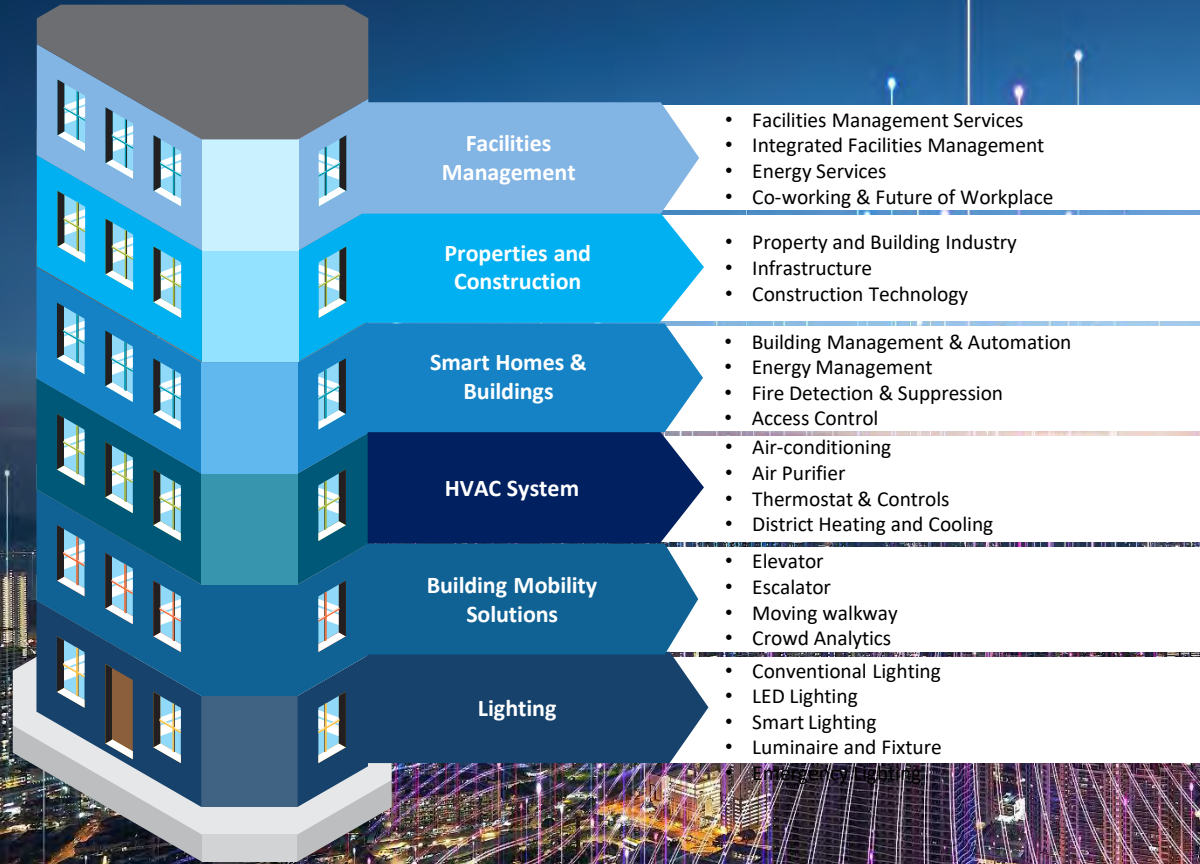 Facilities
Management
• Facilities Management Services
• Integrated Facilities Management
• Energy Services
• Co-working & Future of Workplace
Properties and
Construction
• Property and Building Industry
• Infrastructure
• Construction Technology
Smart Homes &
Buildings
• Building Management & Automation
• Energy Management
• Fire Detection & Suppression
• Access Control
HVAC System
• Air-conditioning
• Air Purifier
• Thermostat & Controls
• District Heating and Cooling
Building Mobility
Solutions
• Elevator
• Escalator
• Moving walkway
• Crowd Analytics
Lighting
• Conventional Lighting
• LED Lighting
• Smart Lighting
• Luminaire and Fixture
• Emergency Lighting